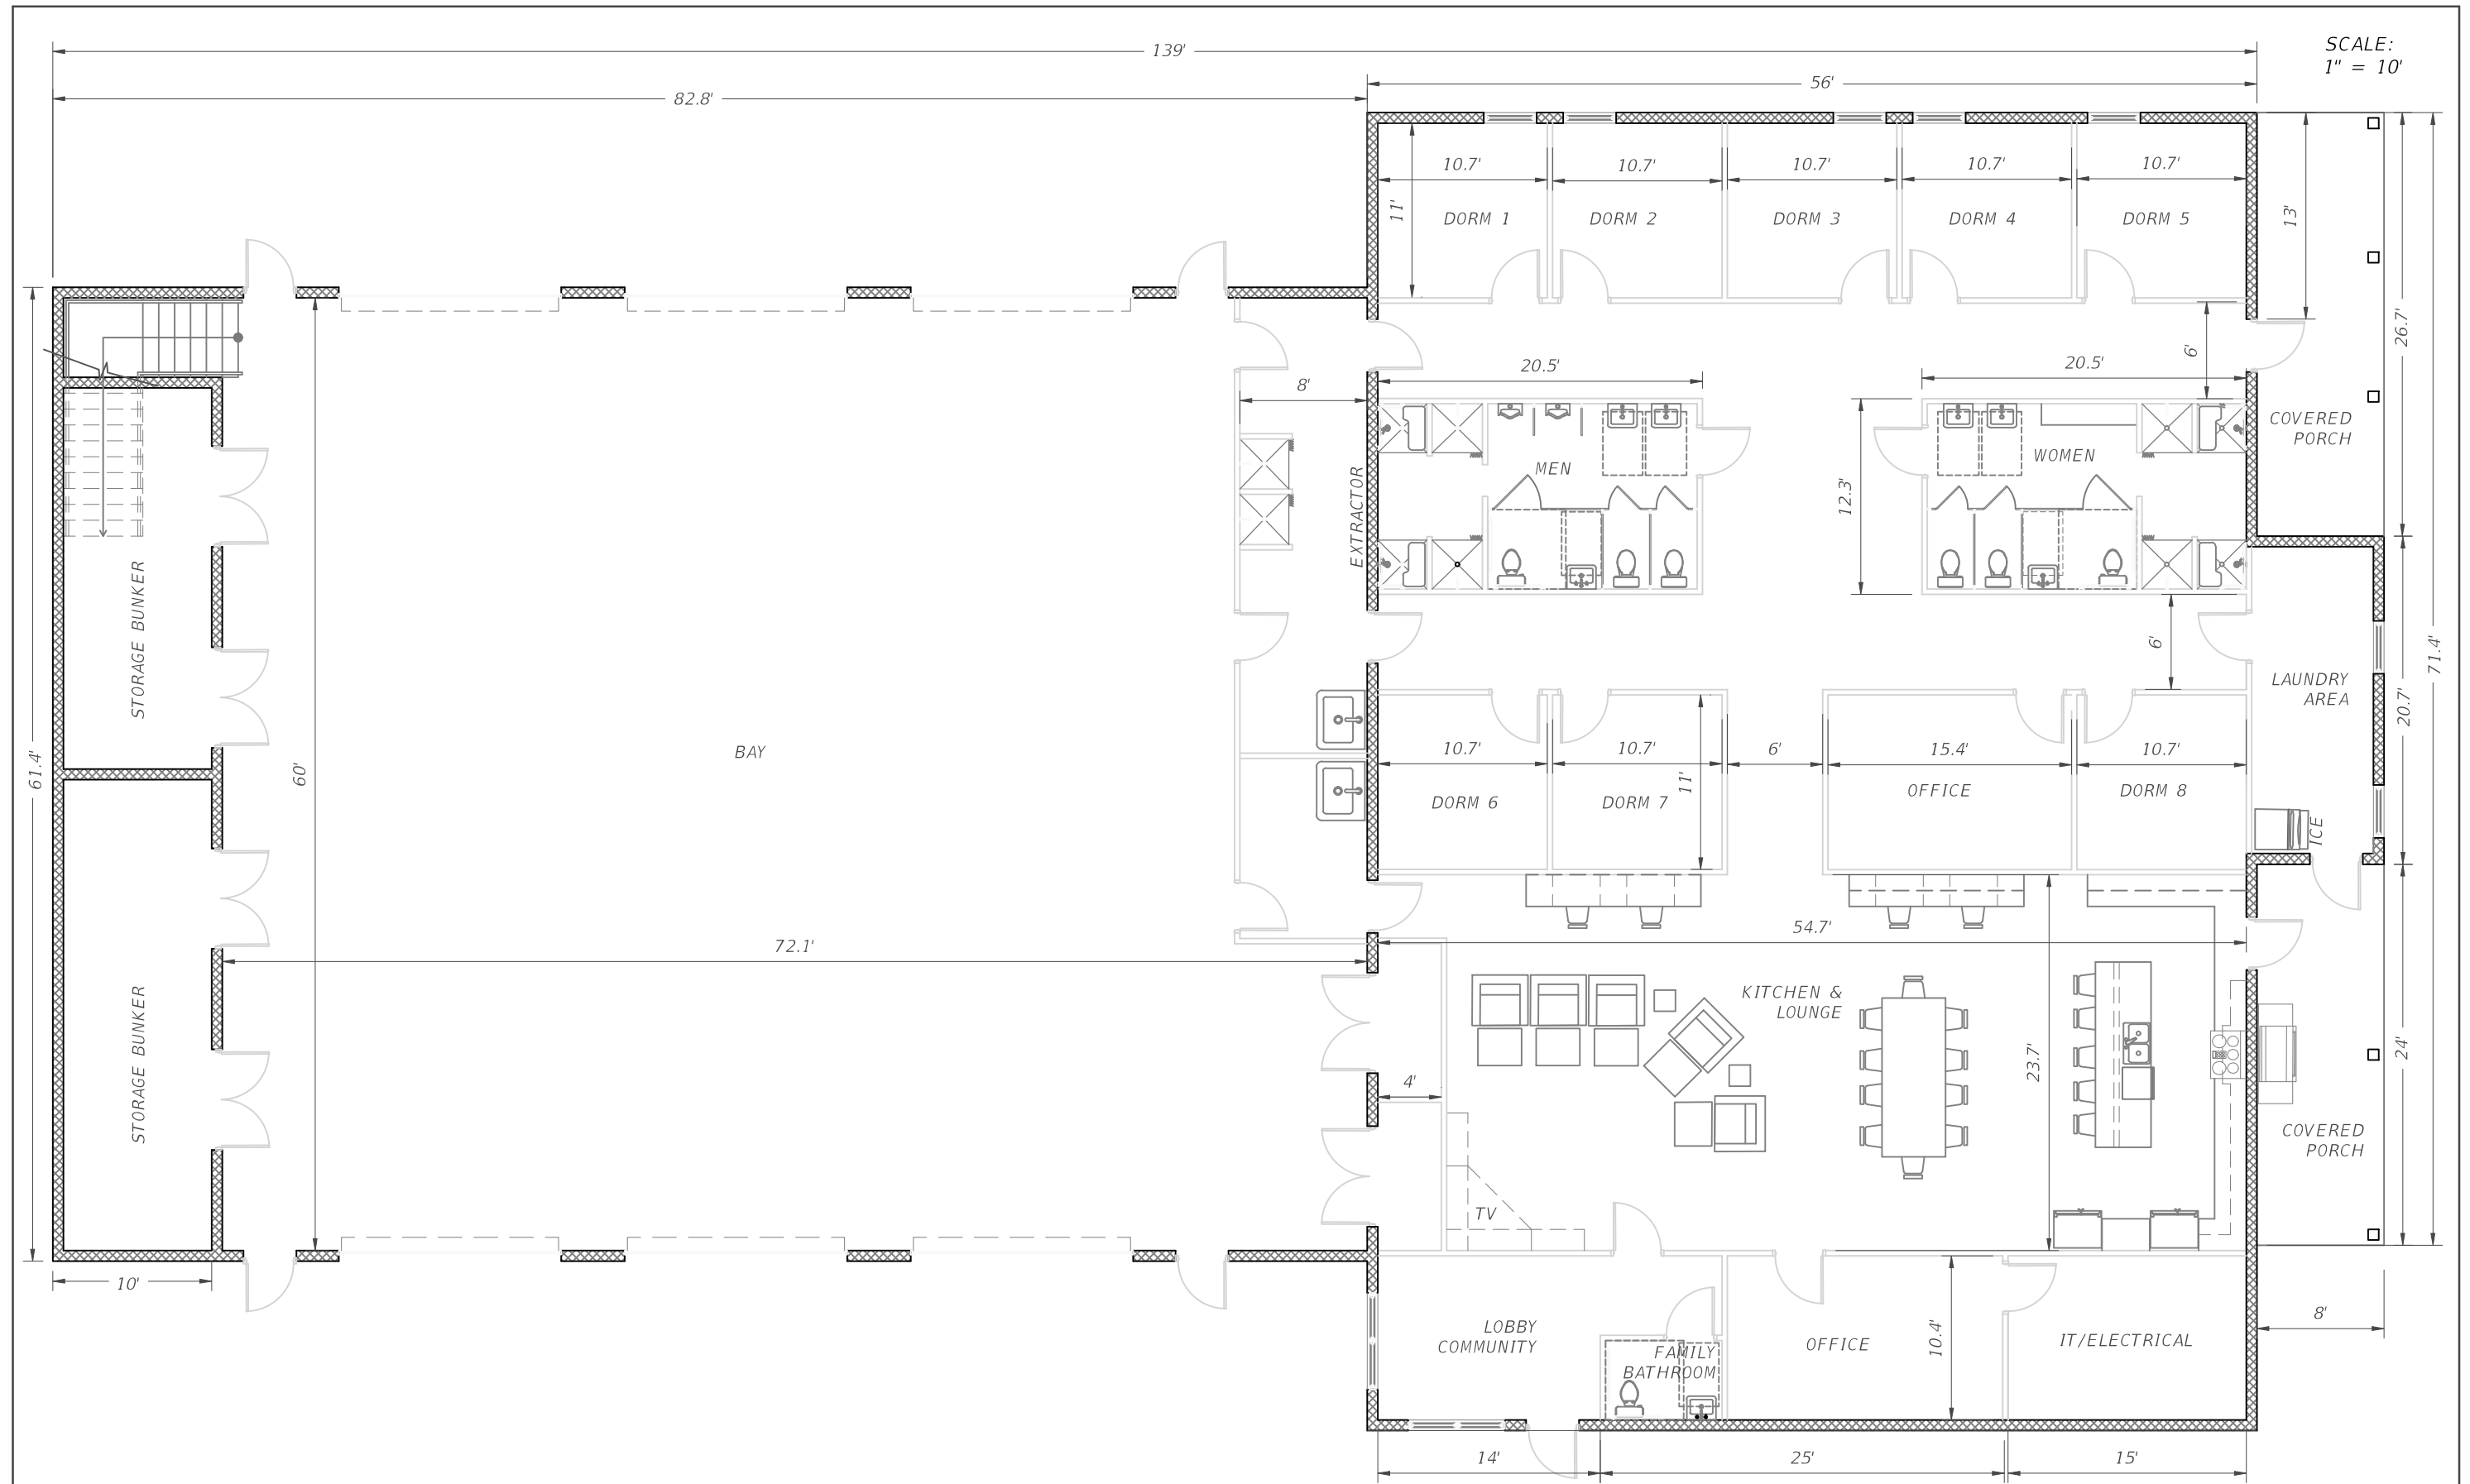 139'
SCALE:
1" = 10'
82.8'
56'
10.7'
10.7'
10.7'
10.7'
10.7'
11'
DORM 1
DORM 2
DORM 3
DORM 4
DORM 5
13'
26.7'
6'
20.5'
20.5'
8'
COVERED
PORCH
MEN
WOMEN
12.3'
EXTRACTOR
STORAGE BUNKER
6'
71.4'
LAUNDRY
AREA
20.7'
BAY
61.4'
60'
10.7'
10.7'
6'
15.4'
10.7'
11'
DORM 6
DORM 7
OFFICE
DORM 8
ICE
72.1'
54.7'
STORAGE BUNKER
KITCHEN &
LOUNGE
23.7'
24'
4'
COVERED
PORCH
TV
10'
8'
LOBBY
COMMUNITY
FAMILY
BATHROOM
OFFICE
10.4'
IT/ELECTRICAL
14'
25'
15'